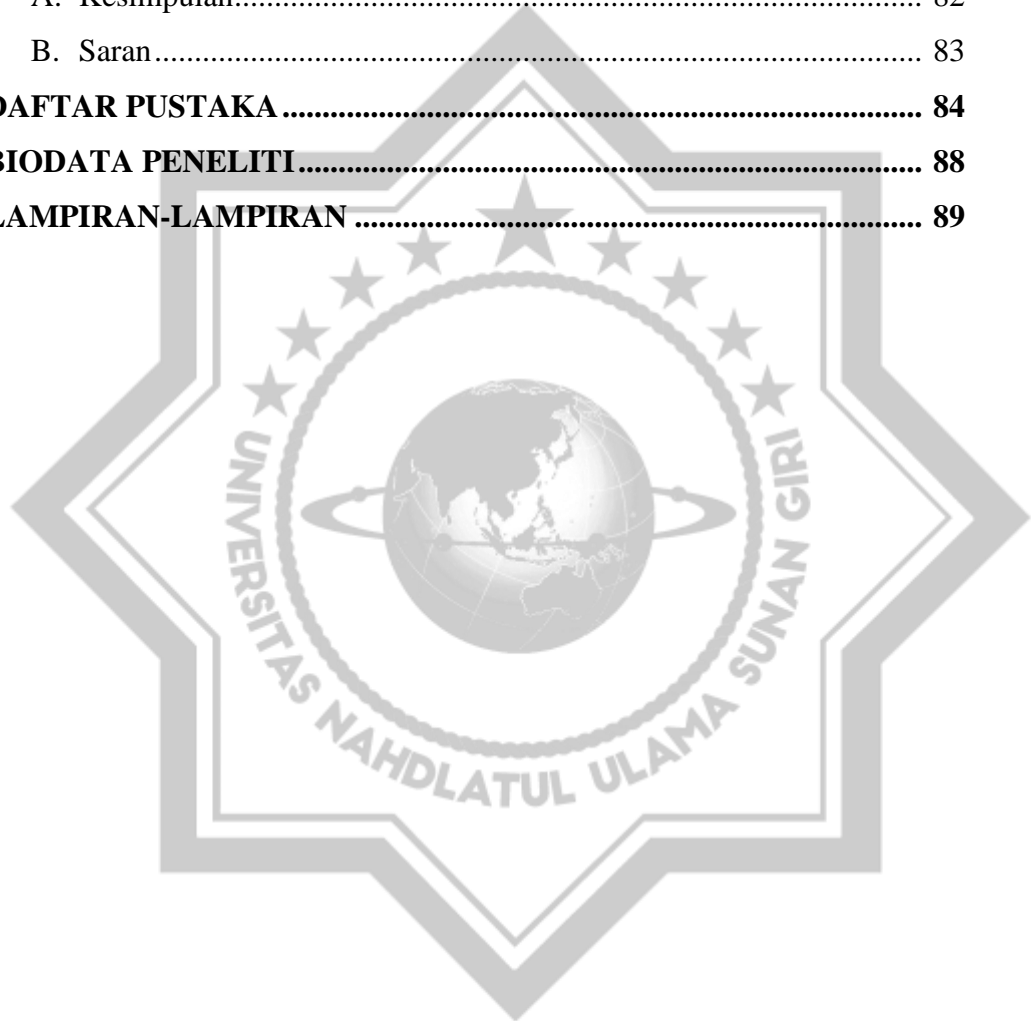 A. Kesimpulan........................................................................................ 82
B. Saran.................................................................................................. 83
DAFTAR PUSTAKA................................................................................. 84
BIODATA PENELITI............................................................................... 88
LAMPIRAN-LAMPIRAN........................................................................ 89
UNIVERSITAS NAHDLATUL ULAMA SUNAN GIRI